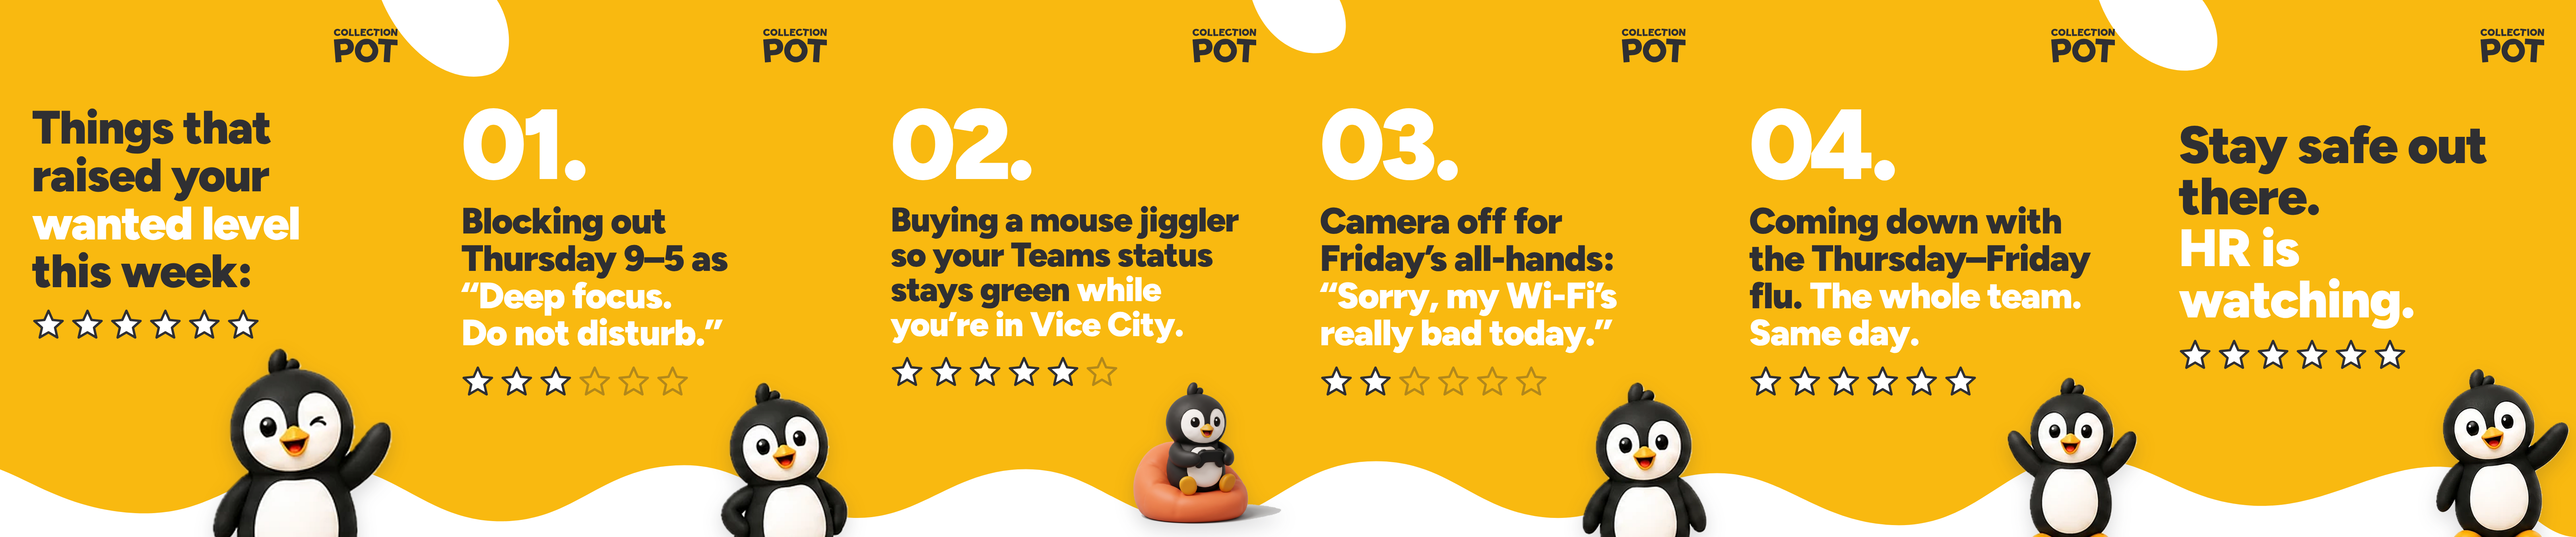 COLLECTION
POT
Things that
raised your
wanted level
this week:
COLLECTION
POT
01.
Blocking out
Thursday 9–5 as
“Deep focus.
Do not disturb.”
COLLECTION
POT
02.
Buying a mouse jiggler
so your Teams status
stays green while
you’re in Vice City.
COLLECTION
POT
03.
Camera off for
Friday’s all-hands:
“Sorry, my Wi-Fi’s
really bad today.”
COLLECTION
POT
04.
Coming down with
the Thursday–Friday
flu. The whole team.
Same day.
COLLECTION
POT
Stay safe out
there.
HR is
watching.